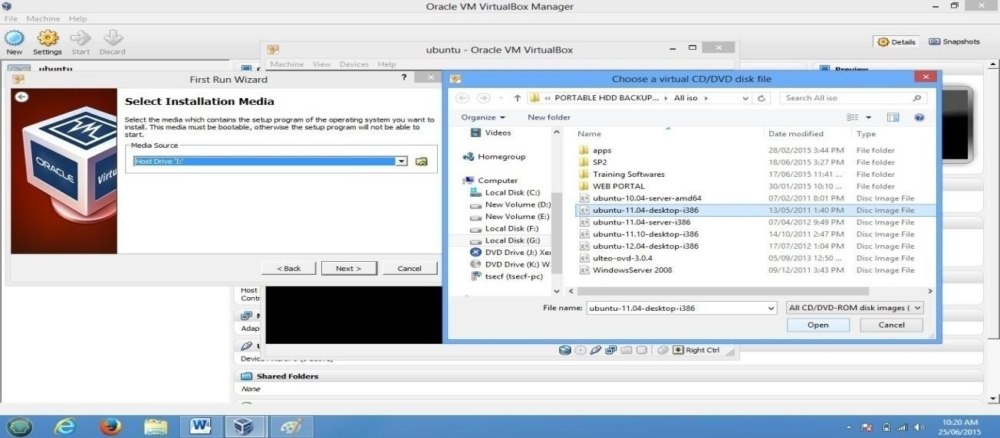 Oracle VM VirtualBox Manager
File Machine Help
New Settings Start Discard
Details Snapshots
ubuntu
Preview
ubuntu - Oracle VM VirtualBox
Machine View Devices Help
First Run Wizard
?
Select Installation Media
Select the media which contains the setup program of the operating system you want to
install. This media must be bootable, otherwise the setup program will not be able to
start.
Media Source
Host Drive 'I:'
ORACLE
VM
< Back Next > Cancel
Choose a virtual CD/DVD disk file
« PORTABLE HDD BACKUP... All iso
Search All iso
Organize New folder
Videos
Homegroup
Computer
Local Disk (C:)
New Volume (D:)
New Volume (E:)
Local Disk (F:)
Local Disk (G:)
DVD Drive (J:) Xe
DVD Drive (K:) W
tsecf (tsecf-pc)
Name Date modified Type
apps 28/02/2015 3:44 PM File folder
SP2 18/06/2015 3:27 PM File folder
Training Softwares 17/06/2015 11:41 ... File folder
WEB PORTAL 30/01/2015 10:10 ... File folder
ubuntu-10.04-server-amd64 07/02/2011 8:01 PM Disc Image File
ubuntu-11.04-desktop-i386 13/05/2011 1:40 PM Disc Image File
ubuntu-11.04-server-i386 07/04/2012 9:49 PM Disc Image File
ubuntu-11.10-desktop-i386 14/10/2011 2:47 PM Disc Image File
ubuntu-12.04-desktop-i386 17/07/2012 1:04 PM Disc Image File
ulteo-ovd-3.0.4 05/09/2013 12:50 ... Disc Image File
WindowsServer 2008 09/12/2011 3:43 PM Disc Image File
File name: ubuntu-11.04-desktop-i386 All CD/DVD-ROM disk images (
Open Cancel
Host
Contr
Adap
Right Ctrl
Shared Folders
None
10:20 AM
25/06/2015